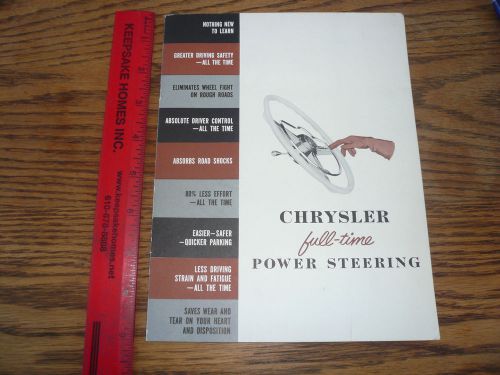 KEEPSAKE HOMES INC.
www.keepsakehomes.net
NOTHING NEW
TO LEARN
GREATER DRIVING SAFETY
—ALL THE TIME
ELIMINATES WHEEL FIGHT
ON ROUGH ROADS
ABSOLUTE DRIVER CONTROL
—ALL THE TIME
ABSORBS ROAD SHOCKS
80% LESS EFFORT
—ALL THE TIME
EASIER—SAFER
—QUICKER PARKING
LESS DRIVING
STRAIN AND FATIGUE
—ALL THE TIME
SAVES WEAR AND
TEAR ON YOUR HEART
AND DISPOSITION
CHRYSLER
full-time
POWER STEERING